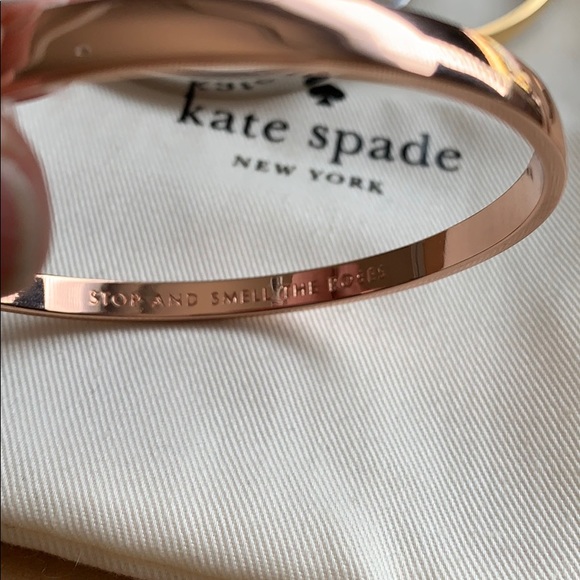 kate spade
NEW YORK
STOP AND SMELL THE ROSES